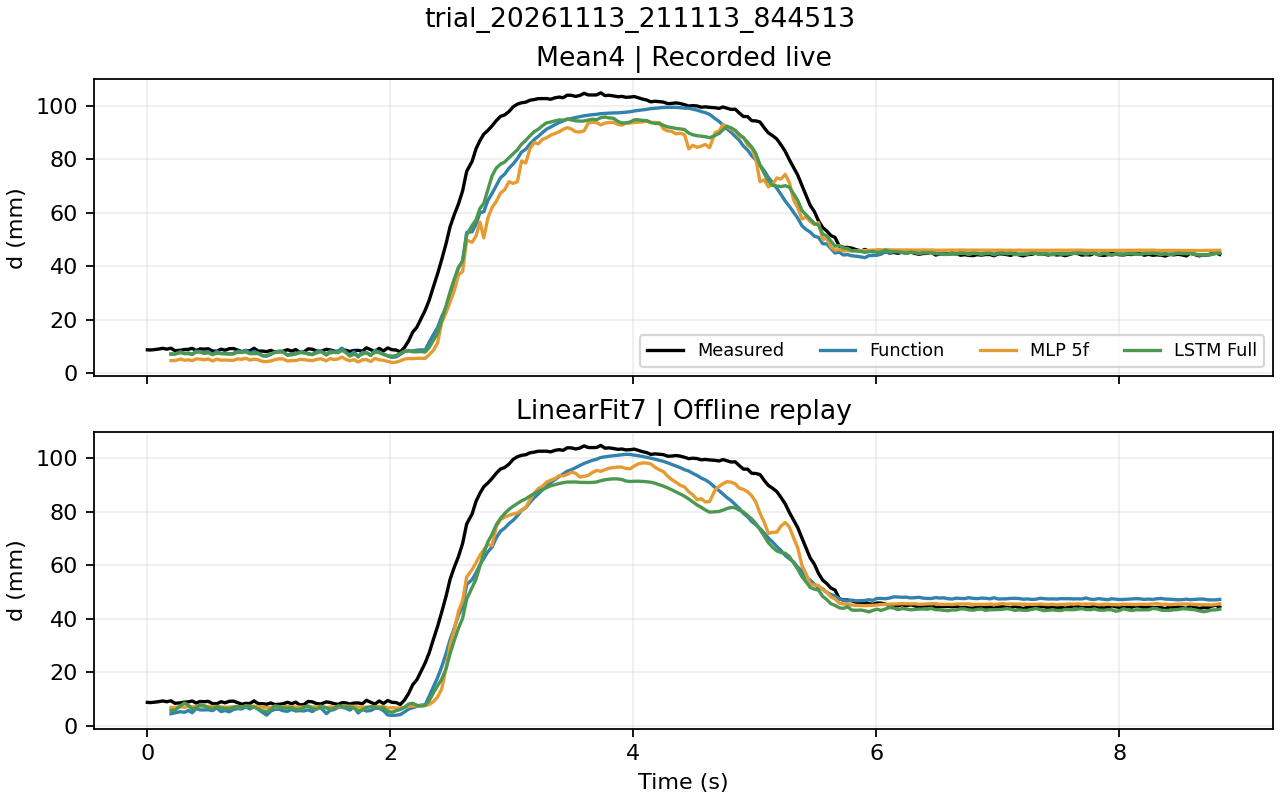 trial_20261113_211113_844513
Mean4 | Recorded live
100
80
60
40
20
0
d (mm)
Measured Function MLP 5f LSTM Full
LinearFit7 | Offline replay
100
80
60
40
20
0
d (mm)
0 2 4 6 8
Time (s)